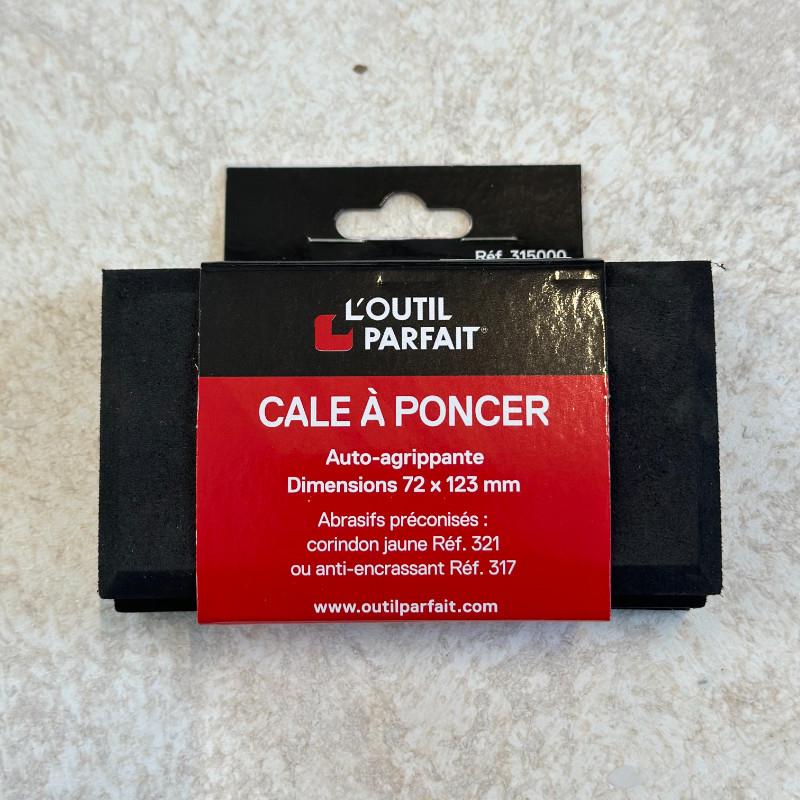 Réf. 315000
L'OUTIL
PARFAIT®
CALE À PONCER
Auto-agrippante
Dimensions 72 x 123 mm
Abrasifs préconisés :
corindon jaune Réf. 321
ou anti-encrassant Réf. 317
www.outilparfait.com